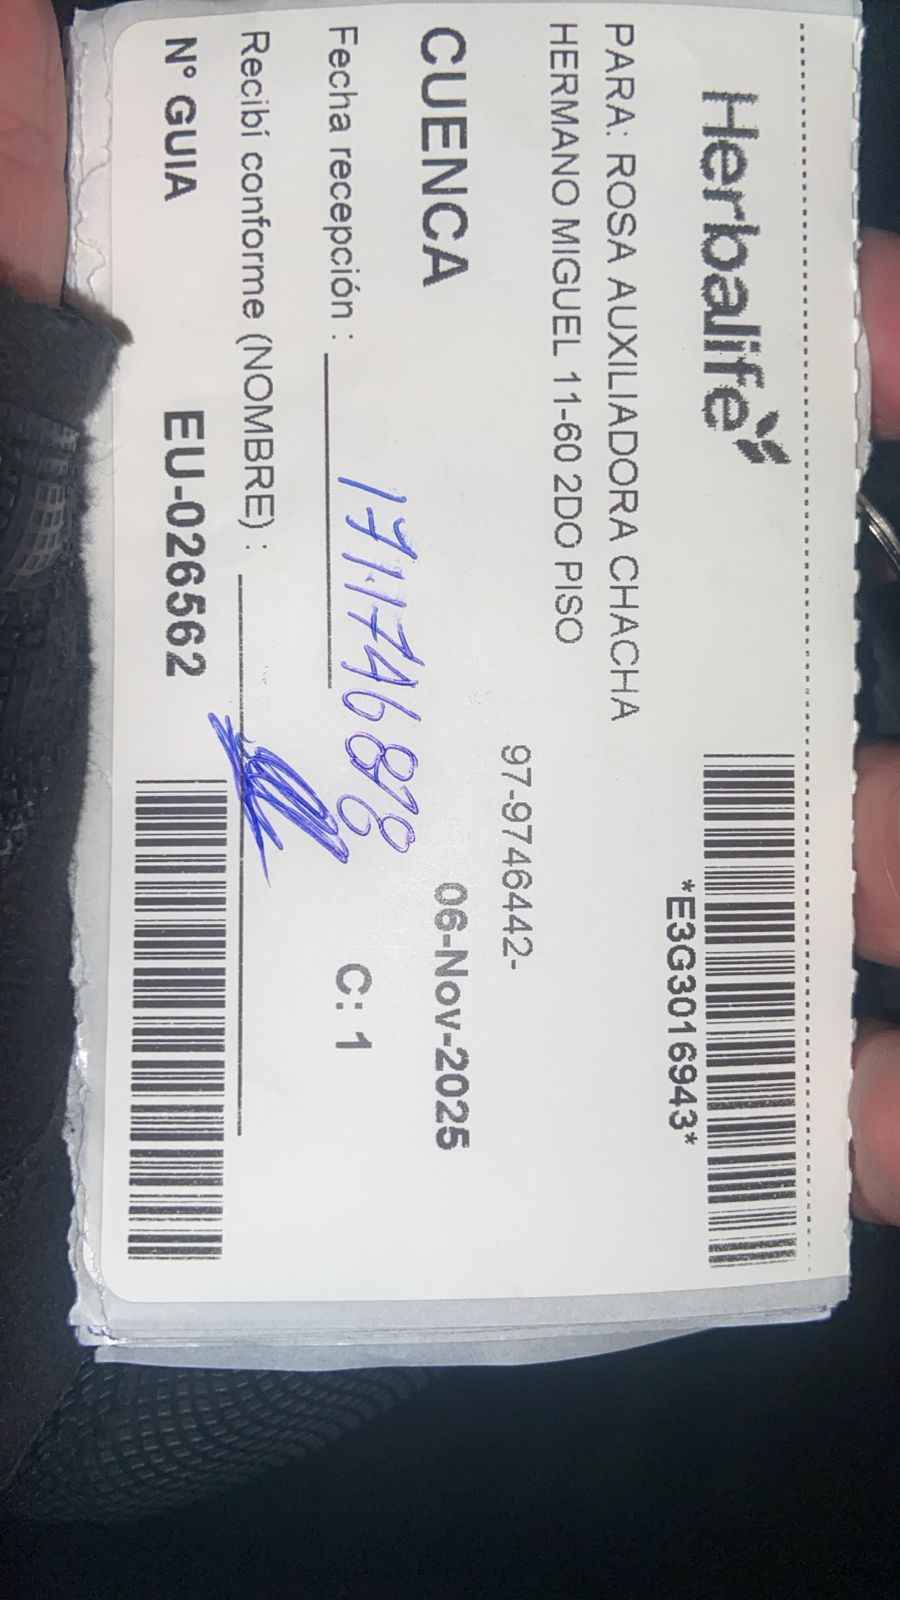 Herbalife
*E3G3016943*
PARA: ROSA AUXILIADORA CHACHA
HERMANO MIGUEL 11-60 2DO PISO
97-9746442-
CUENCA
06-Nov-2025
Fecha recepción :
C: 1
Recibí conforme (NOMBRE) :
N° GUIA EU-026562